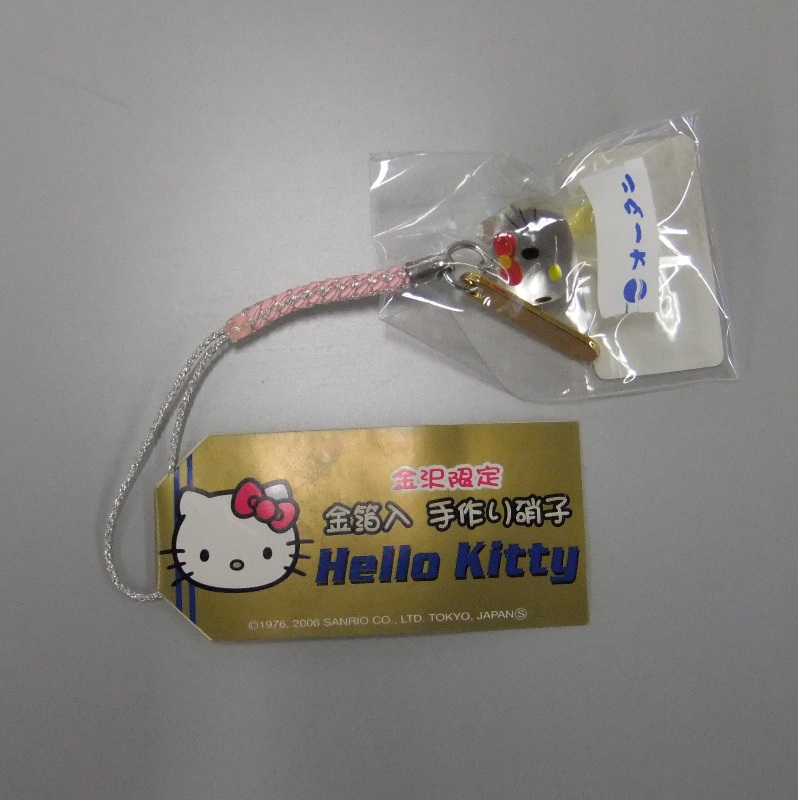 金沢限定
金箔入 手作り硝子
Hello Kitty
©1976, 2006 SANRIO CO., LTD. TOKYO, JAPANⓈ